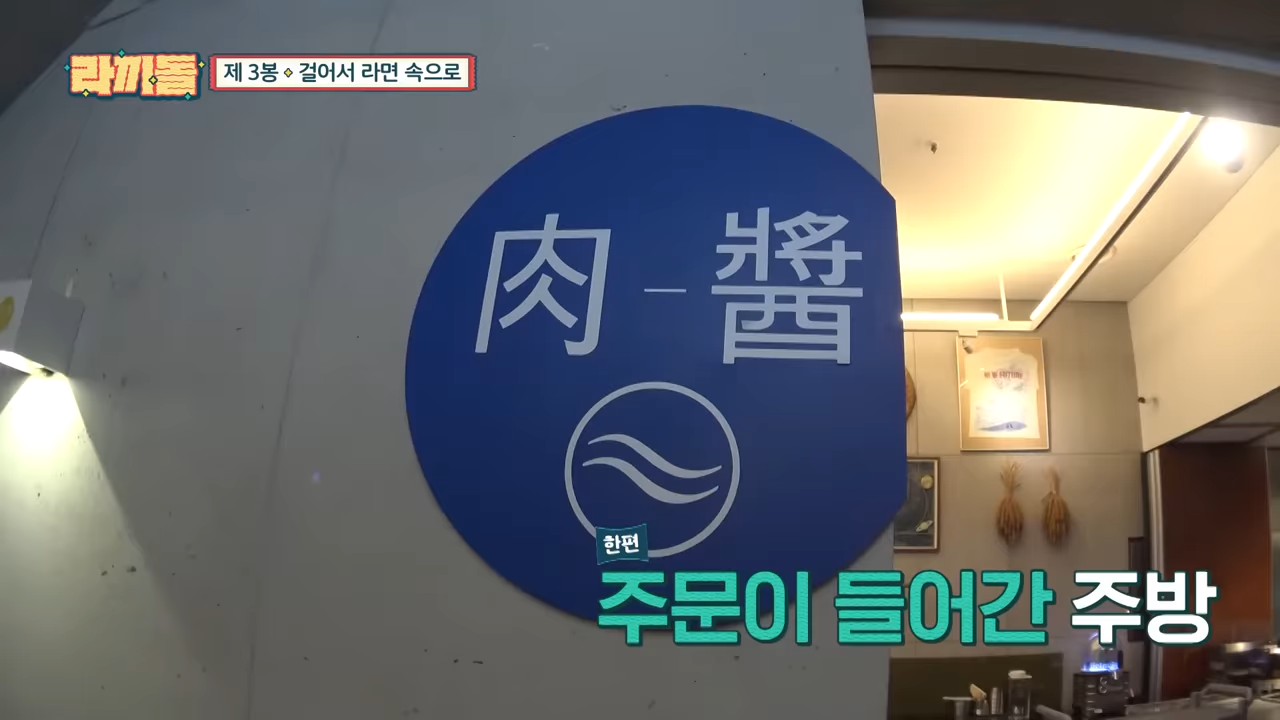 라끼돌
제 3봉 걸어서 라면 속으로
肉 – 醬
한편
주문이 들어간 주방